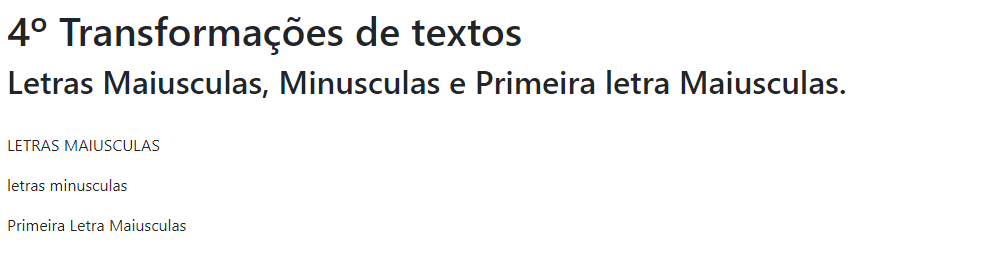 4º Transformações de textos
Letras Maiusculas, Minusculas e Primeira letra Maiusculas.
LETRAS MAIUSCULAS
letras minusculas
Primeira Letra Maiusculas